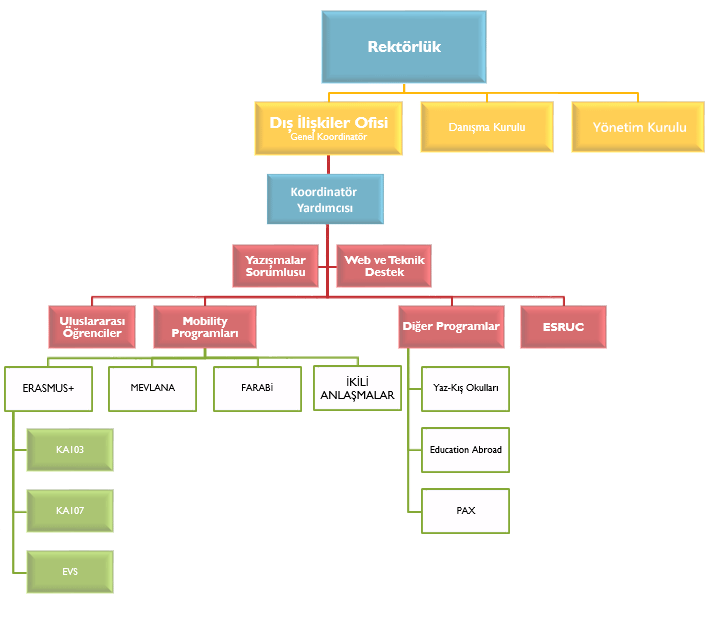 Rektörlük
Dış İlişkiler Ofisi
Genel Koordinatör
Danışma Kurulu
Yönetim Kurulu
Koordinatör
Yardımcısı
Yazışmalar
Sorumlusu
Web ve Teknik
Destek
Uluslararası
Öğrenciler
Mobility
Programları
Diğer Programlar
ESRUC
ERASMUS+
MEVLANA
FARABİ
İKİLİ
ANLAŞMALAR
Yaz-Kış Okulları
KA103
Education Abroad
KA107
PAX
EVS